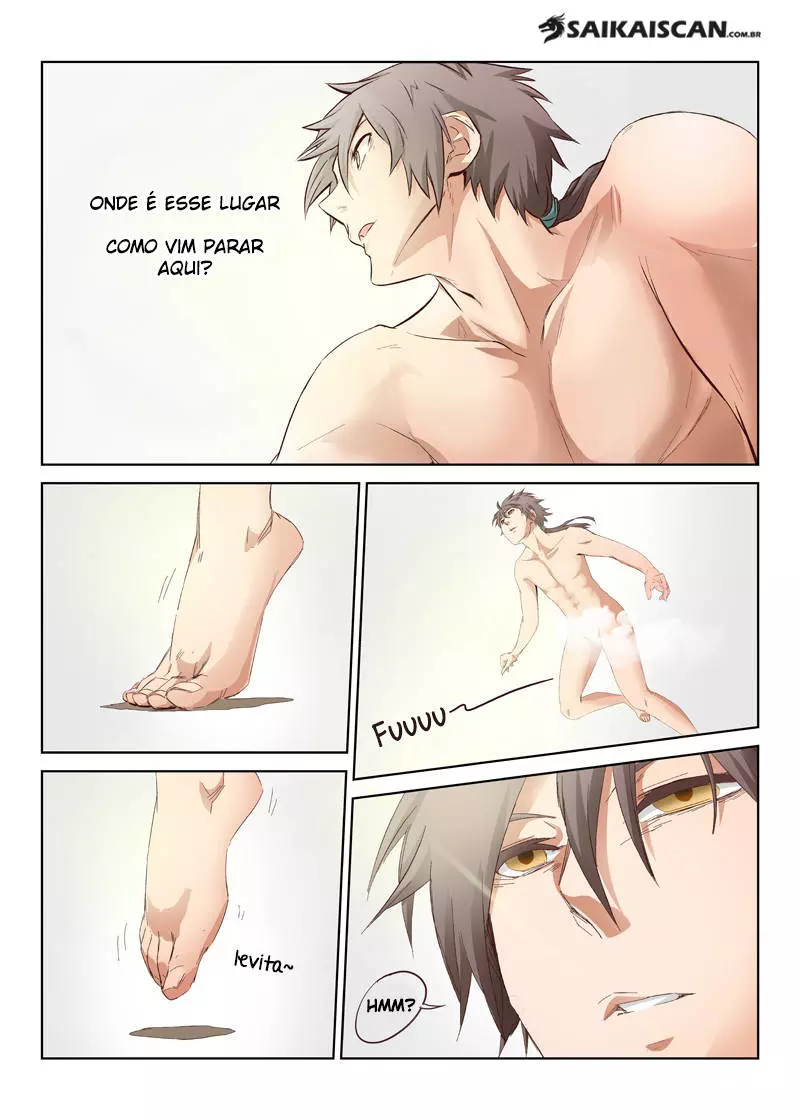 SAIKAISCAN.COM.BR
ONDE É ESSE LUGAR
COMO VIM PARAR
AQUI?
FUUUU~
levita~
HMM?